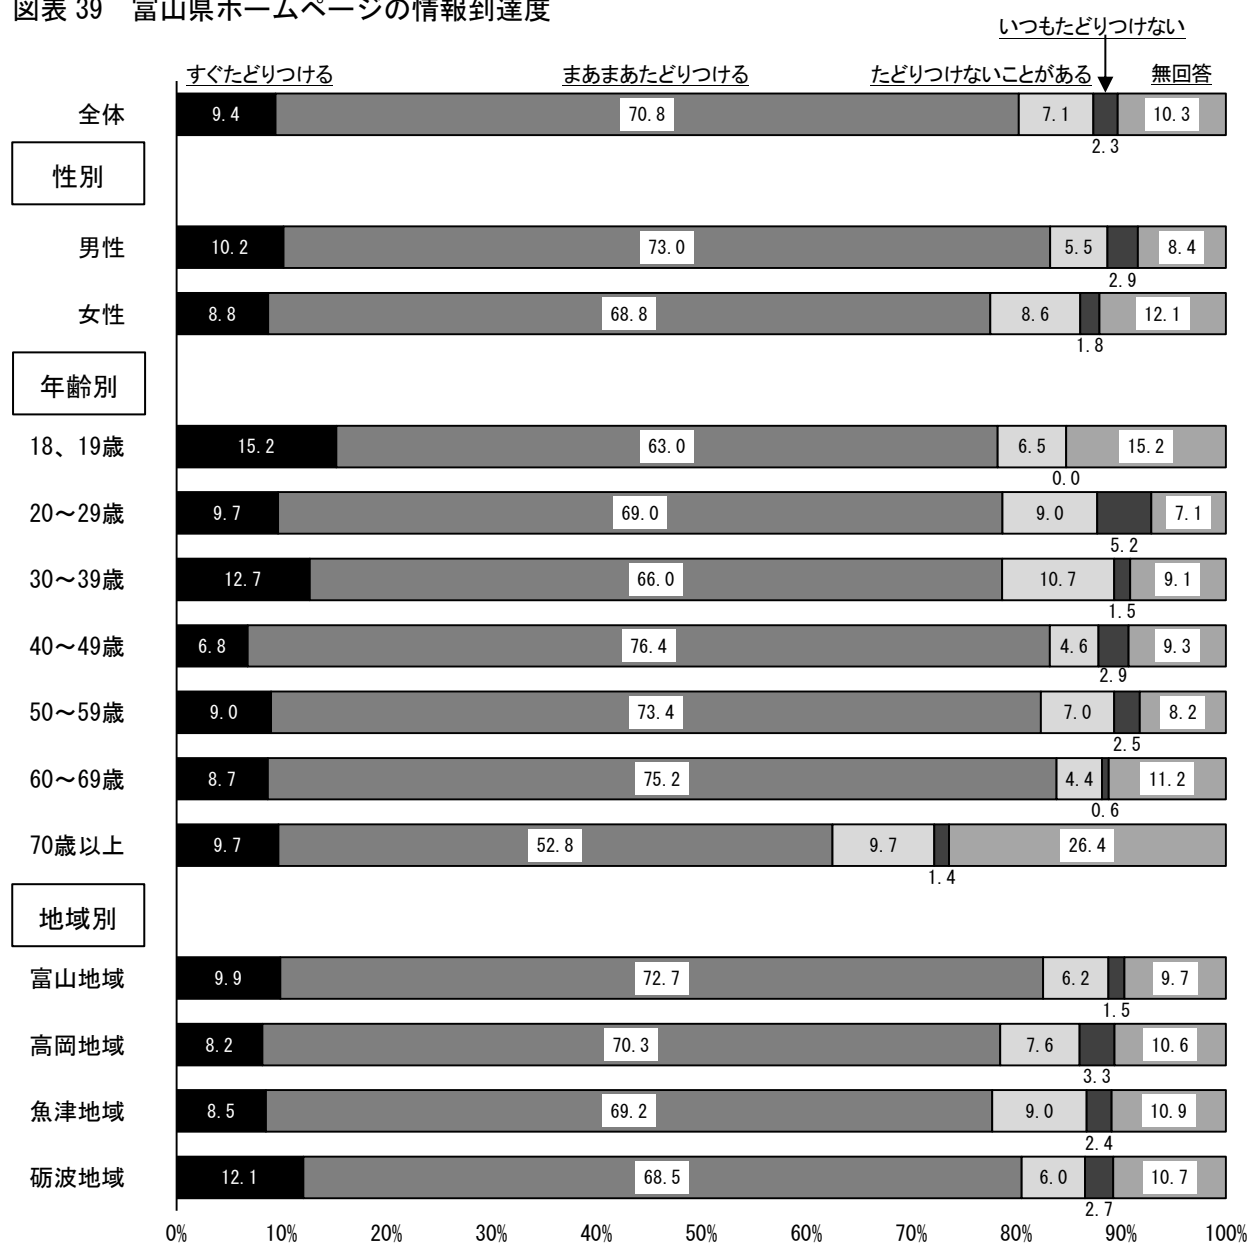 図表 39　富山県ホームページの情報到達度
いつもたどりつけない
すぐたどりつける　まあまあたどりつける　たどりつけないことがある　無回答
全体 9.4 70.8 7.1 10.3
2.3
性別
男性 10.2 73.0 5.5 8.4
2.9
女性 8.8 68.8 8.6 12.1
1.8
年齢別
18、19歳 15.2 63.0 6.5 15.2
0.0
20～29歳 9.7 69.0 9.0 7.1
5.2
30～39歳 12.7 66.0 10.7 9.1
1.5
40～49歳 6.8 76.4 4.6 9.3
2.9
50～59歳 9.0 73.4 7.0 8.2
2.5
60～69歳 8.7 75.2 4.4 11.2
0.6
70歳以上 9.7 52.8 9.7 26.4
1.4
地域別
富山地域 9.9 72.7 6.2 9.7
1.5
高岡地域 8.2 70.3 7.6 10.6
3.3
魚津地域 8.5 69.2 9.0 10.9
2.4
砺波地域 12.1 68.5 6.0 10.7
2.7
0% 10% 20% 30% 40% 50% 60% 70% 80% 90% 100%